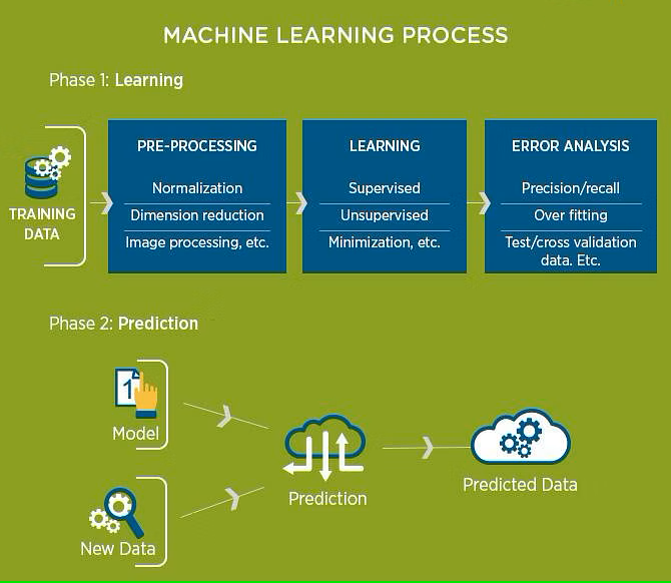 MACHINE LEARNING PROCESS
Phase 1: Learning
TRAINING
DATA
PRE-PROCESSING
Normalization
Dimension reduction
Image processing, etc.
LEARNING
Supervised
Unsupervised
Minimization, etc.
ERROR ANALYSIS
Precision/recall
Over fitting
Test/cross validation
data. Etc.
Phase 2: Prediction
1
Model
New Data
Prediction
Predicted Data